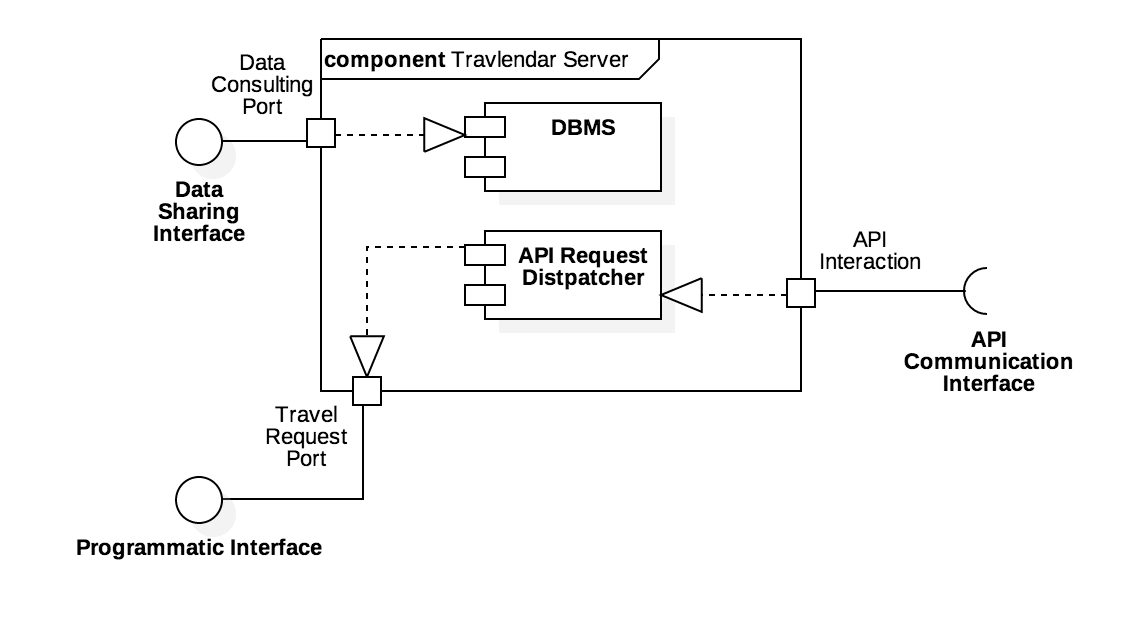 component Travlendar Server
Data
Consulting
Port
DBMS
Data
Sharing
Interface
API Request
Distpatcher
API
Interaction
API
Communication
Interface
Travel
Request
Port
Programmatic Interface